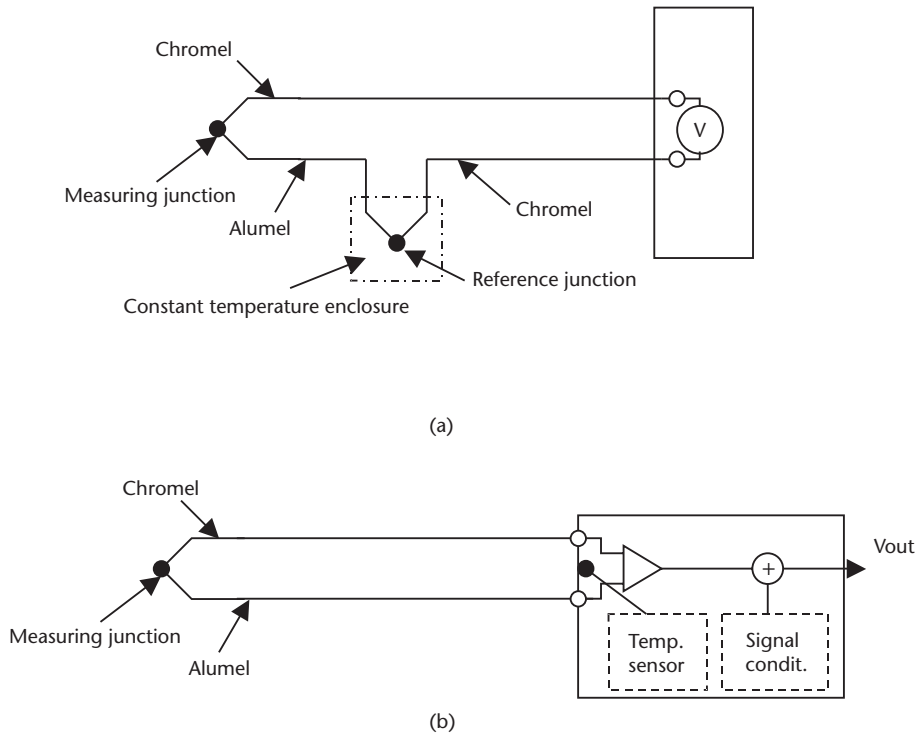 Chromel
V
Measuring junction
Alumel
Chromel
Reference junction
Constant temperature enclosure
(a)
Chromel
Vout
+
Measuring junction
Alumel
Temp.
sensor
Signal
condit.
(b)